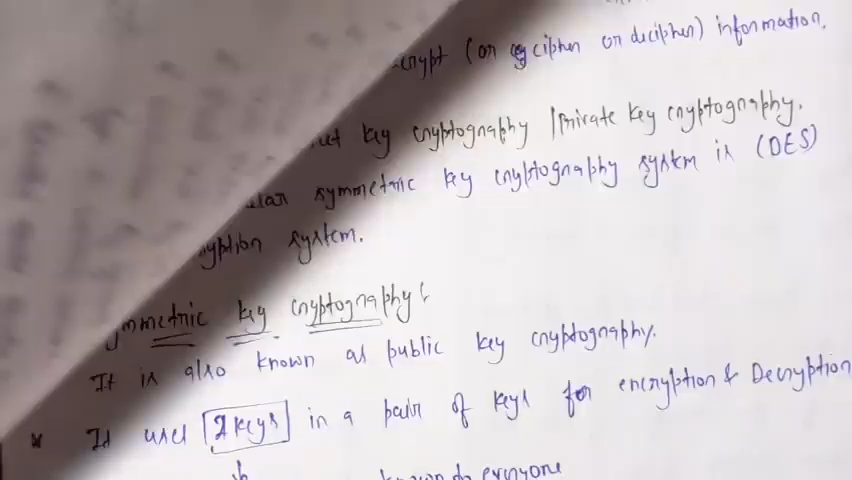 crypt (or cipher or decipher) information.
key cryptography /Private key cryptography.
symmetric key cryptography system is (DES)
system.
mmetric key cryptography:
It is also known as public key cryptography.
* It uses 2 keys in a pair of keys for encryption & Decryption
known to everyone